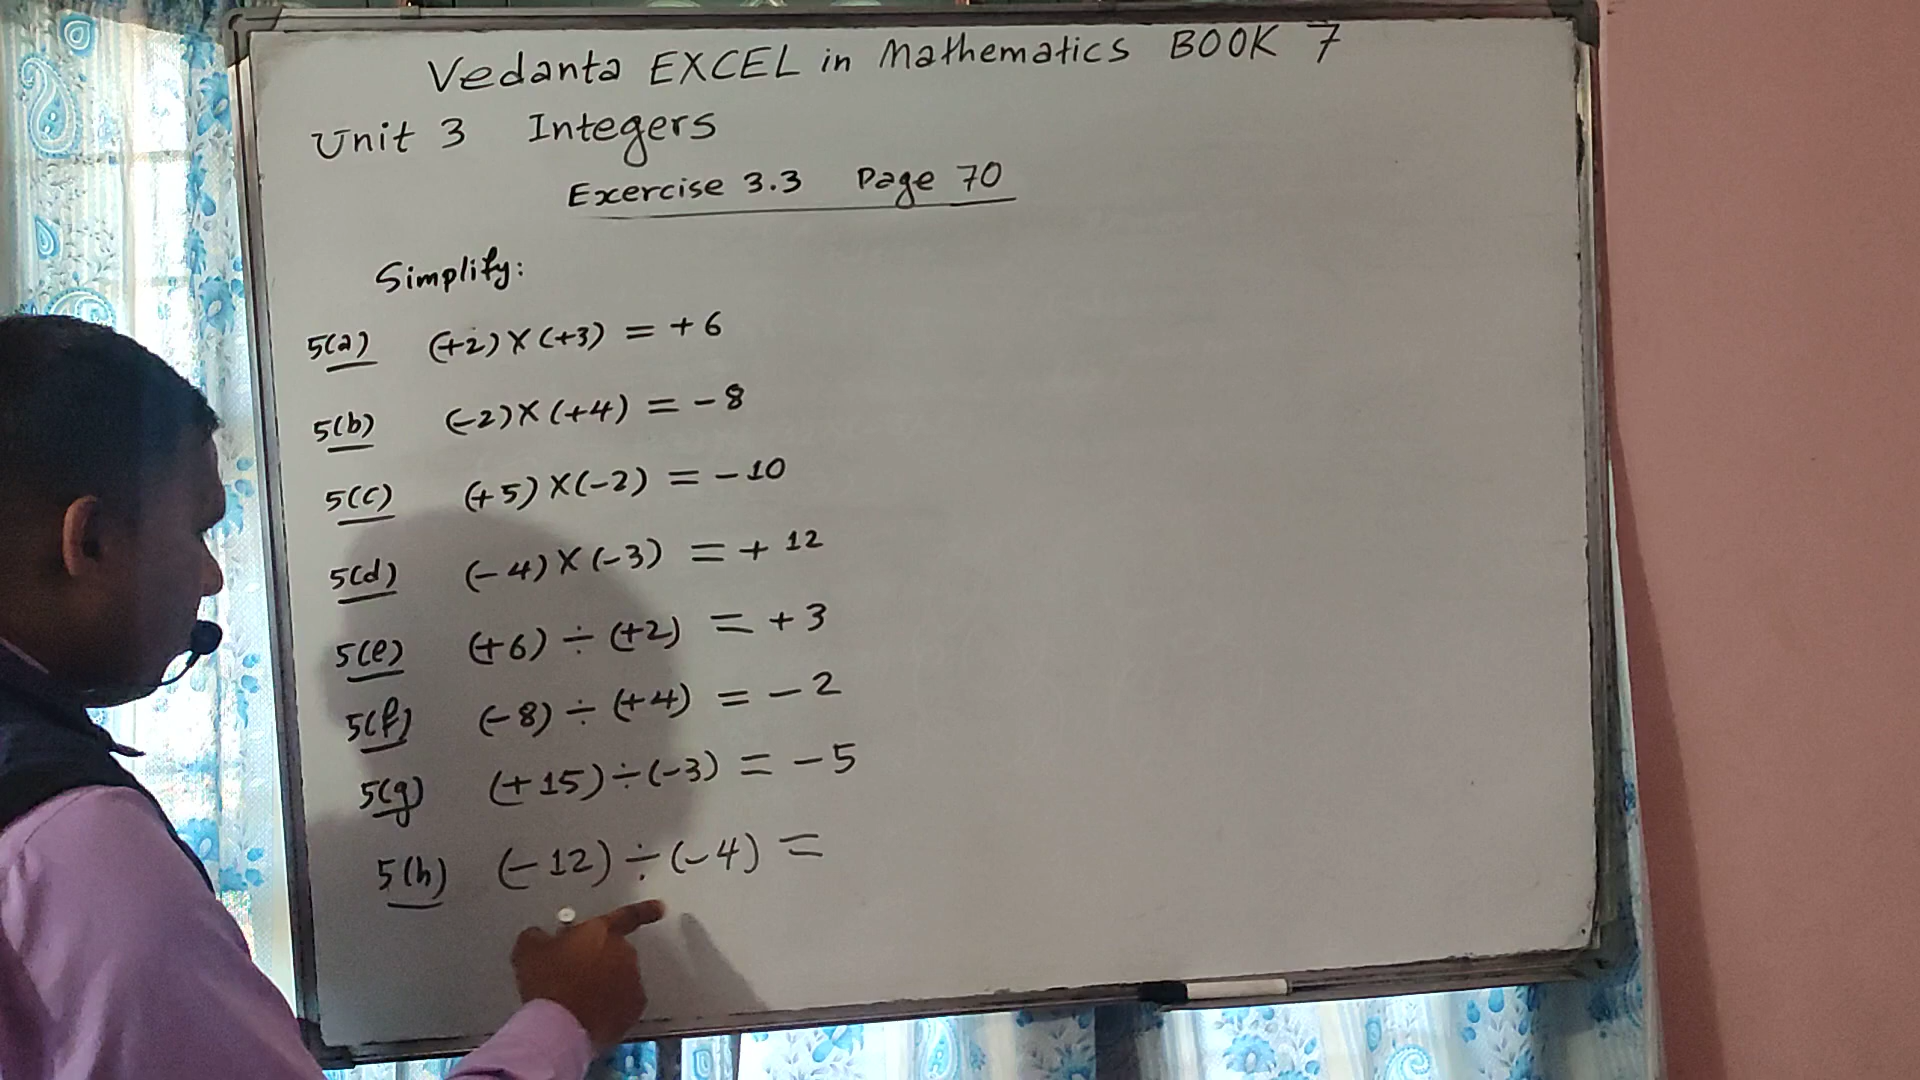 Vedanta EXCEL in Mathematics BOOK 7
Unit 3 Integers
Exercise 3.3 Page 70
Simplify:
5(a) (+2)×(+3) = +6
5(b) (-2)×(+4) = -8
5(c) (+5)×(-2) = -10
5(d) (-4)×(-3) = +12
5(e) (+6)÷(+2) = +3
5(f) (-8)÷(+4) = -2
5(g) (+15)÷(-3) = -5
5(h) (-12)÷(-4) =